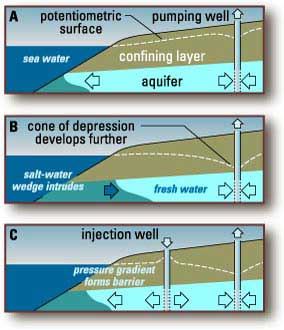 A
potentiometric
surface
pumping well
sea water
confining layer
aquifer
B
cone of depression
develops further
salt-water
wedge intrudes
fresh water
C
injection well
pressure gradient
forms barrier